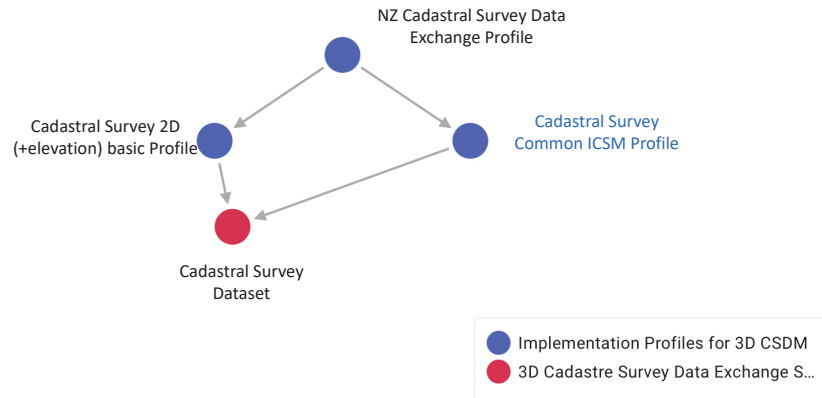 NZ Cadastral Survey Data
Exchange Profile
Cadastral Survey 2D
(+elevation) basic Profile
Cadastral Survey
Common ICSM Profile
Cadastral Survey
Dataset
Implementation Profiles for 3D CSDM
3D Cadastre Survey Data Exchange S...